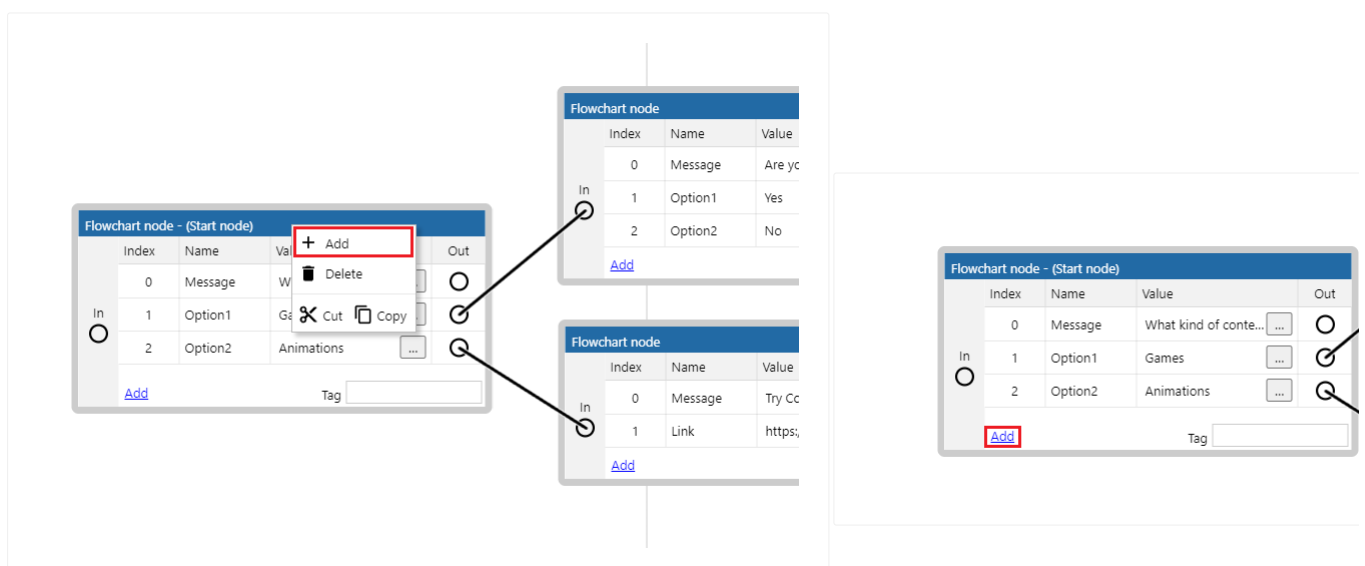 Flowchart node
Index Name Value
0 Message Are yo
In
1 Option1 Yes
2 Option2 No
Add
Flowchart node - (Start node)
Index Name Val Out
+ Add
0 Message W
Delete
In
1 Option1 Ga
Cut Copy
2 Option2 Animations ...
Add Tag
Flowchart node
Index Name Value
0 Message Try Co
In
1 Link https:/
Add
Flowchart node - (Start node)
Index Name Value Out
0 Message What kind of conte... ...
In
1 Option1 Games ...
2 Option2 Animations ...
Add Tag